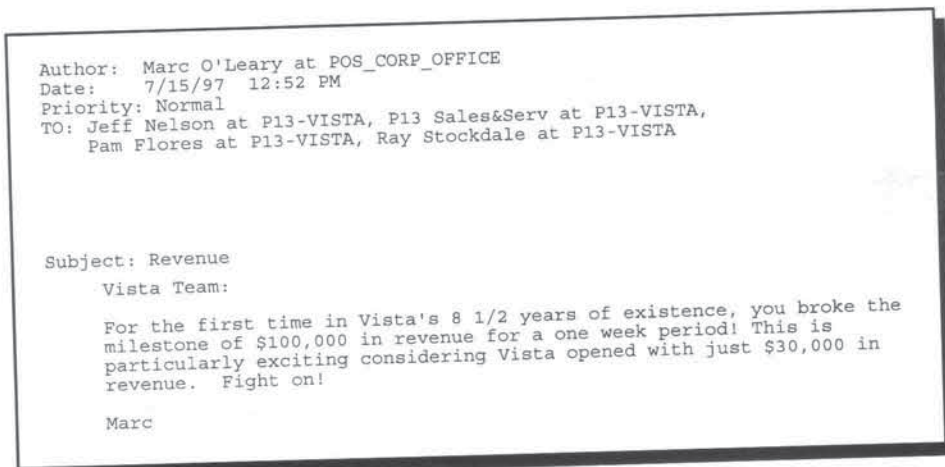 Author: Marc O'Leary at POS_CORP_OFFICE
Date: 7/15/97 12:52 PM
Priority: Normal
TO: Jeff Nelson at P13-VISTA, P13 Sales&Serv at P13-VISTA,
Pam Flores at P13-VISTA, Ray Stockdale at P13-VISTA
Subject: Revenue
Vista Team:
For the first time in Vista's 8 1/2 years of existence, you broke the
milestone of $100,000 in revenue for a one week period! This is
particularly exciting considering Vista opened with just $30,000 in
revenue. Fight on!
Marc